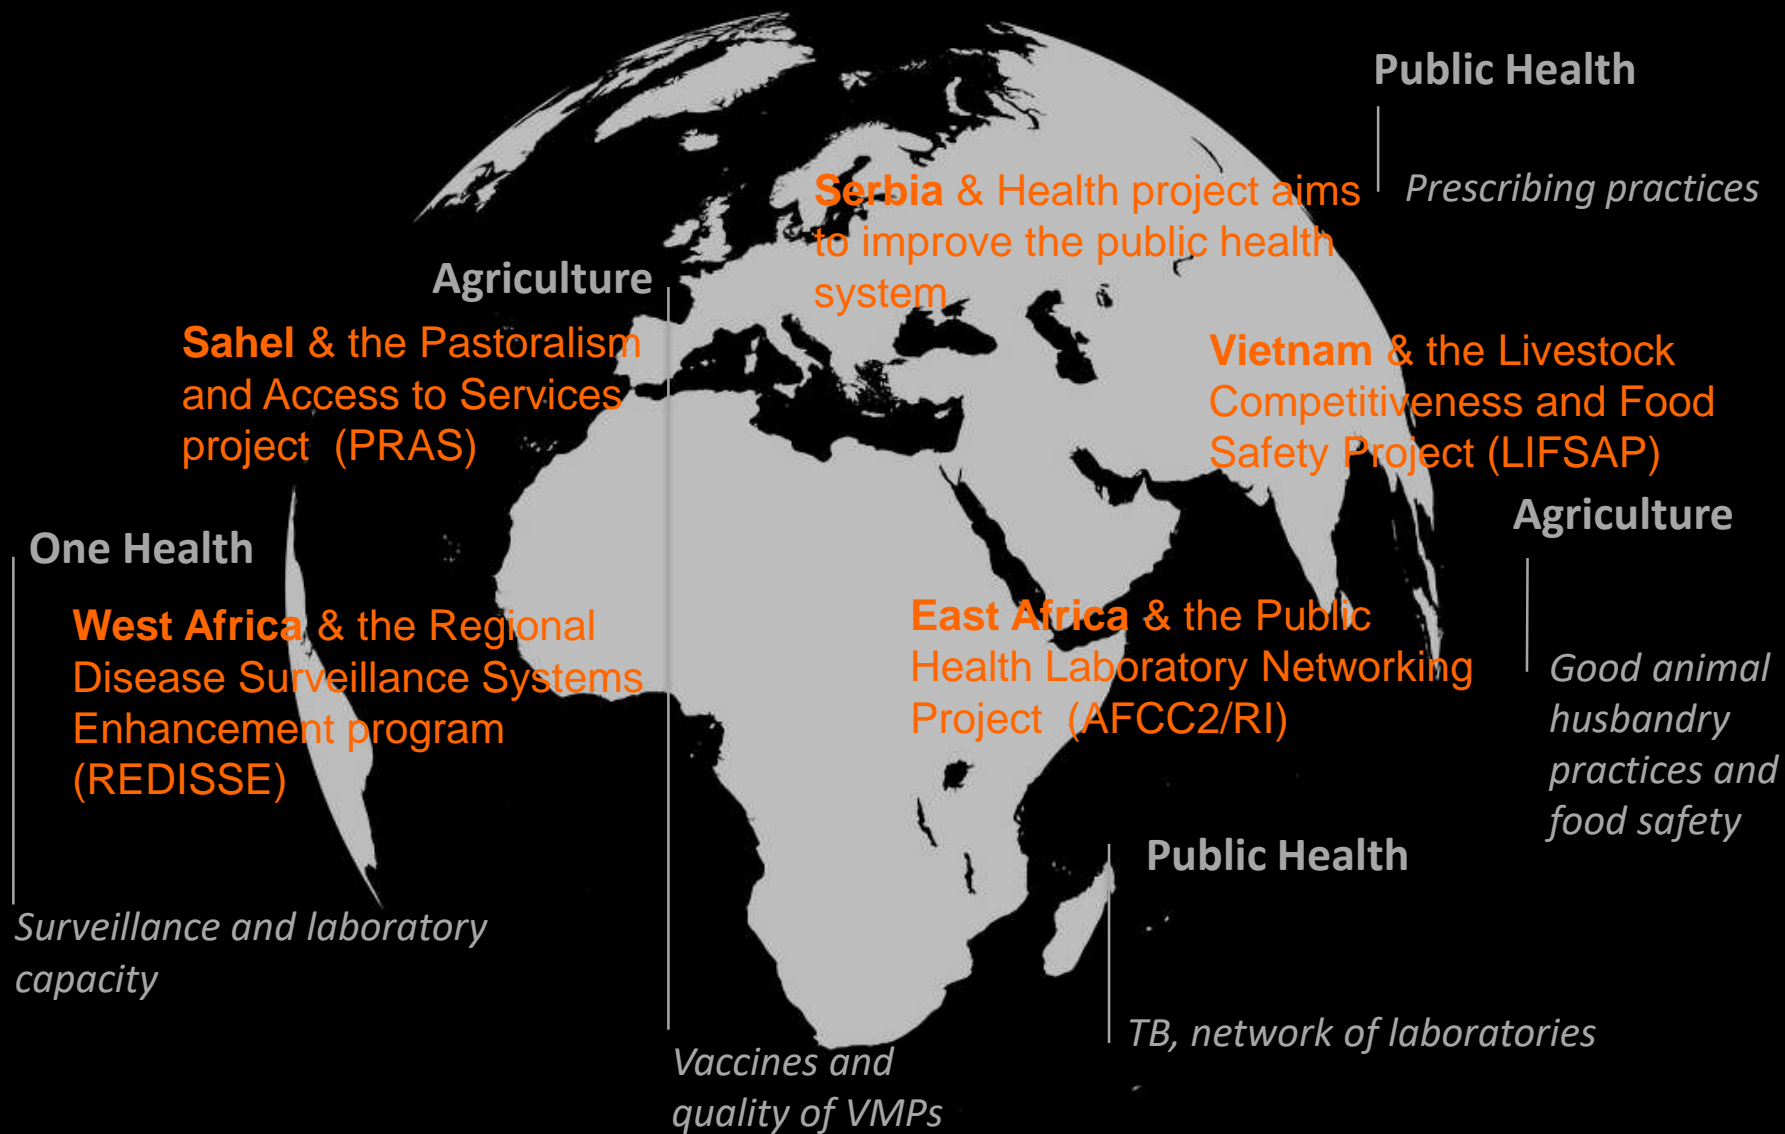 Public Health
Prescribing practices
Serbia & Health project aims
to improve the public health
system
Agriculture
Sahel & the Pastoralism
and Access to Services
project (PRAS)
Vaccines and
quality of VMPs
Vietnam & the Livestock
Competitiveness and Food
Safety Project (LIFSAP)
Agriculture
Good animal
husbandry
practices and
food safety
One Health
West Africa & the Regional
Disease Surveillance Systems
Enhancement program
(REDISSE)
Surveillance and laboratory
capacity
East Africa & the Public
Health Laboratory Networking
Project (AFCC2/RI)
Public Health
TB, network of laboratories